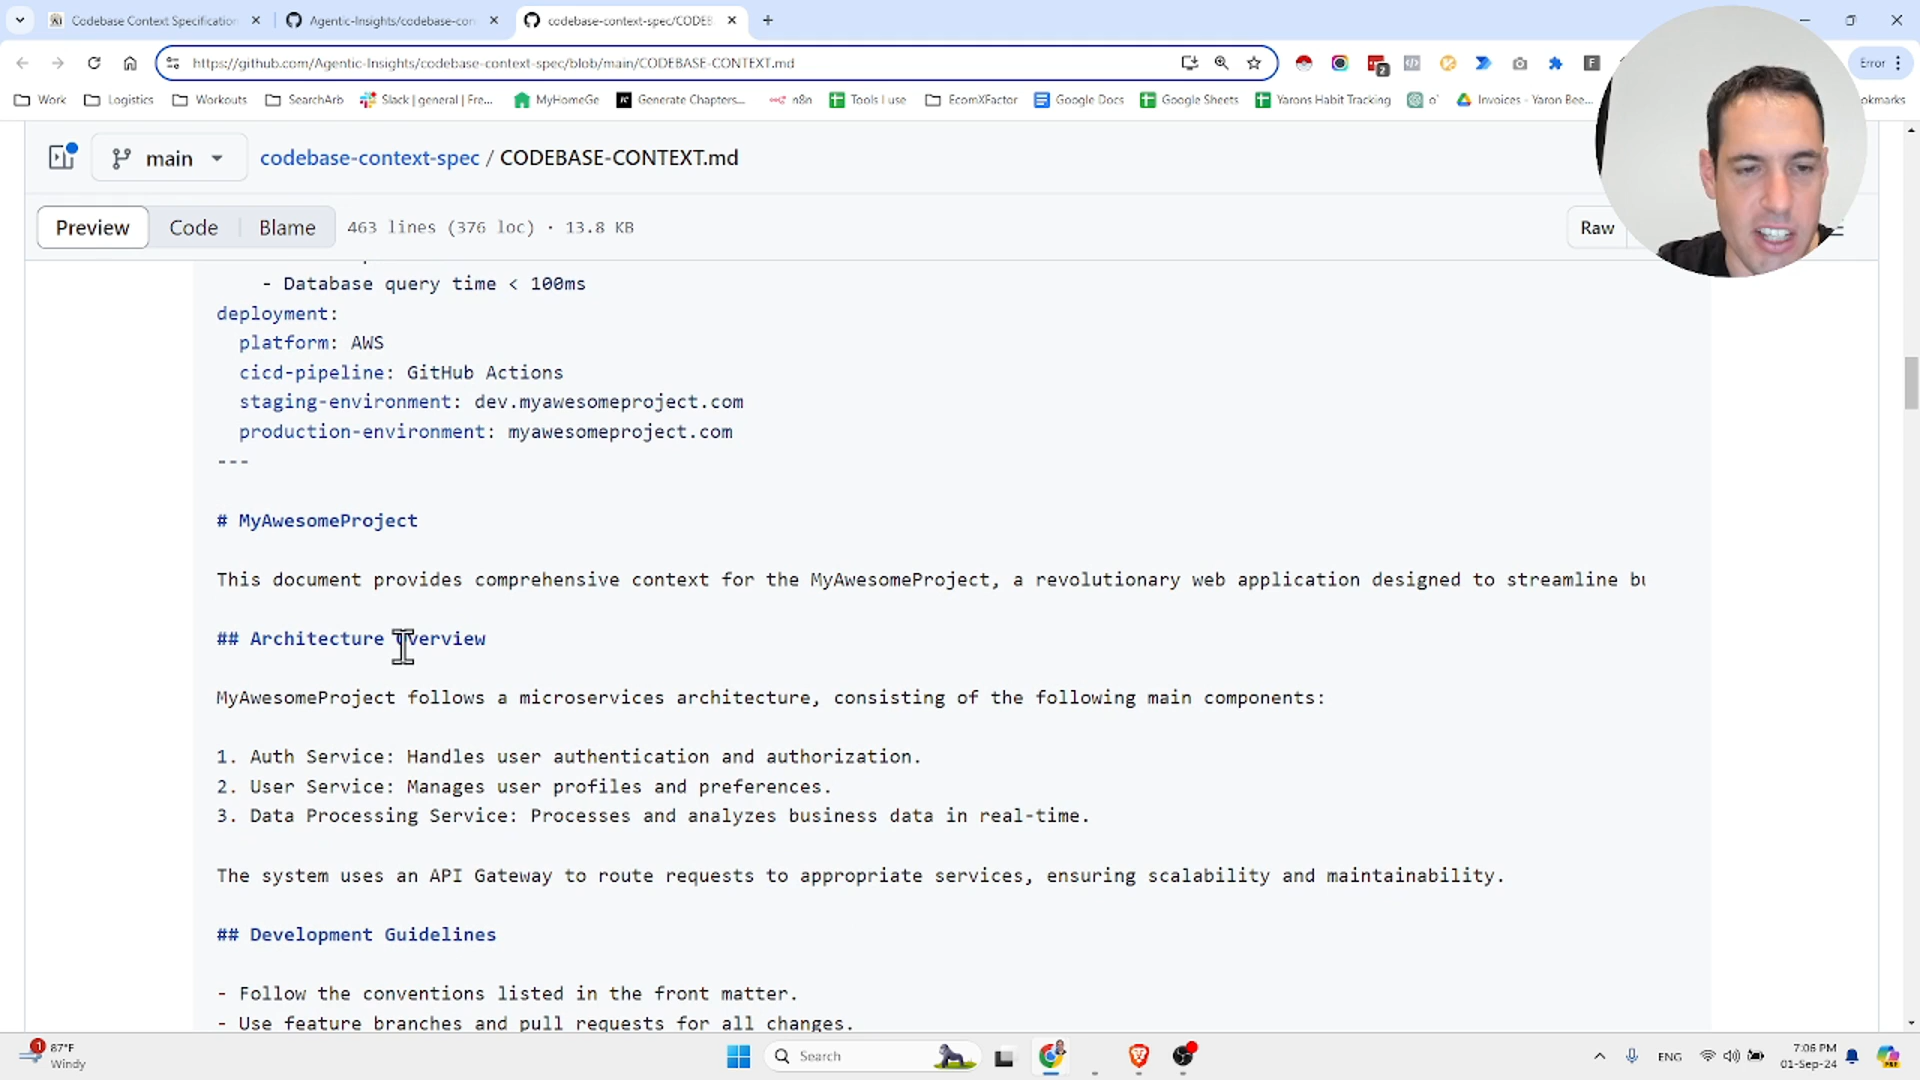 Codebase Context Specification
Agentic-Insights/codebase-con
codebase-context-spec/CODEB
https://github.com/Agentic-Insights/codebase-context-spec/blob/main/CODEBASE-CONTEXT.md
2
F
Error
Work
Logistics
Workouts
SearchArb
Slack | general | Fre...
MyHomeGe
Generate Chapters...
n8n
Tools I use
EcomXFactor
Google Docs
Google Sheets
Yarons Habit Tracking
o'
Invoices - Yaron Bee...
okmarks
main
codebase-context-spec / CODEBASE-CONTEXT.md
Preview
Code
Blame
463 lines (376 loc) · 13.8 KB
Raw
- Database query time < 100ms
deployment:
platform: AWS
cicd-pipeline: GitHub Actions
staging-environment: dev.myawesomeproject.com
production-environment: myawesomeproject.com
---
# MyAwesomeProject
This document provides comprehensive context for the MyAwesomeProject, a revolutionary web application designed to streamline bu
## Architecture Overview
MyAwesomeProject follows a microservices architecture, consisting of the following main components:
1. Auth Service: Handles user authentication and authorization.
2. User Service: Manages user profiles and preferences.
3. Data Processing Service: Processes and analyzes business data in real-time.
The system uses an API Gateway to route requests to appropriate services, ensuring scalability and maintainability.
## Development Guidelines
- Follow the conventions listed in the front matter.
- Use feature branches and pull requests for all changes.
1
87°F
Windy
Search
ENG
7:06 PM
01-Sep-24